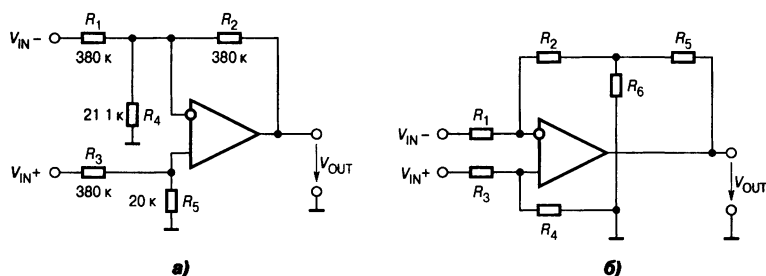 R1
380 к
R2
380 к
VIN−
21 1 к
R4
R3
380 к
VIN+
20 к
R5
VOUT
а)
R2
R5
R6
R1
VIN−
R3
VIN+
R4
VOUT
б)